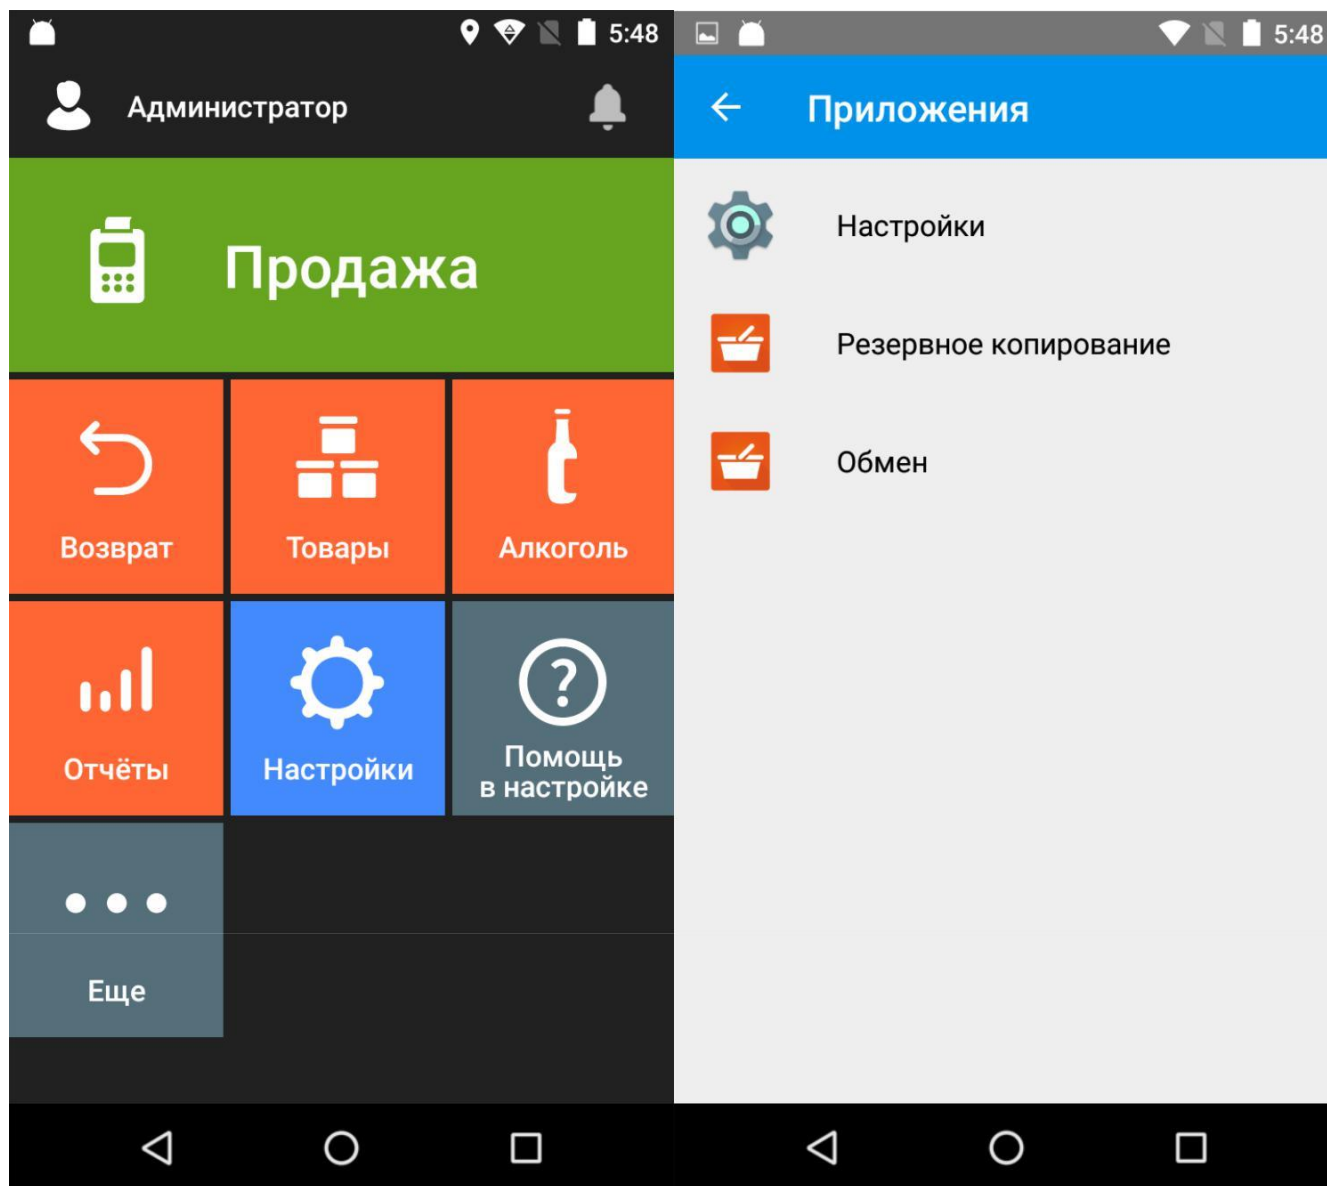 5:48
Администратор
Продажа
Возврат
Товары
Алкоголь
Отчёты
Настройки
Помощь
в настройке
Еще
5:48
Приложения
Настройки
Резервное копирование
Обмен